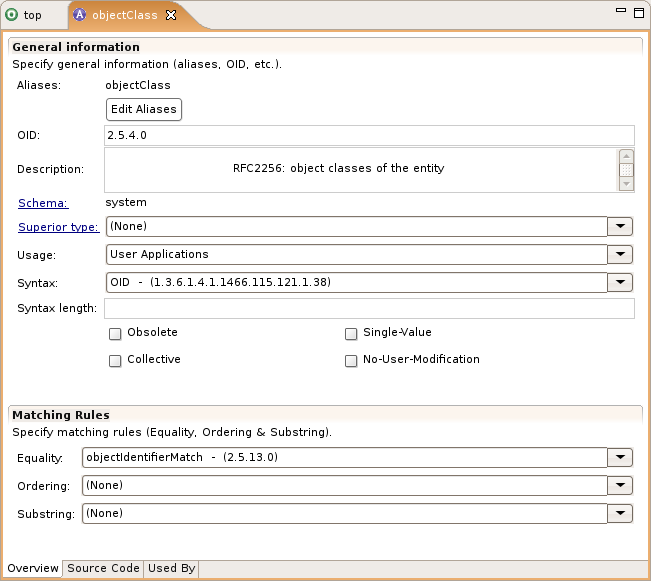 top
A objectClass
General information
Specify general information (aliases, OID, etc.).
Aliases: objectClass
Edit Aliases
OID: 2.5.4.0
Description: RFC2256: object classes of the entity
Schema: system
Superior type: (None)
Usage: User Applications
Syntax: OID - (1.3.6.1.4.1.1466.115.121.1.38)
Syntax length:
Obsolete Single-Value
Collective No-User-Modification
Matching Rules
Specify matching rules (Equality, Ordering & Substring).
Equality: objectIdentifierMatch - (2.5.13.0)
Ordering: (None)
Substring: (None)
Overview Source Code Used By